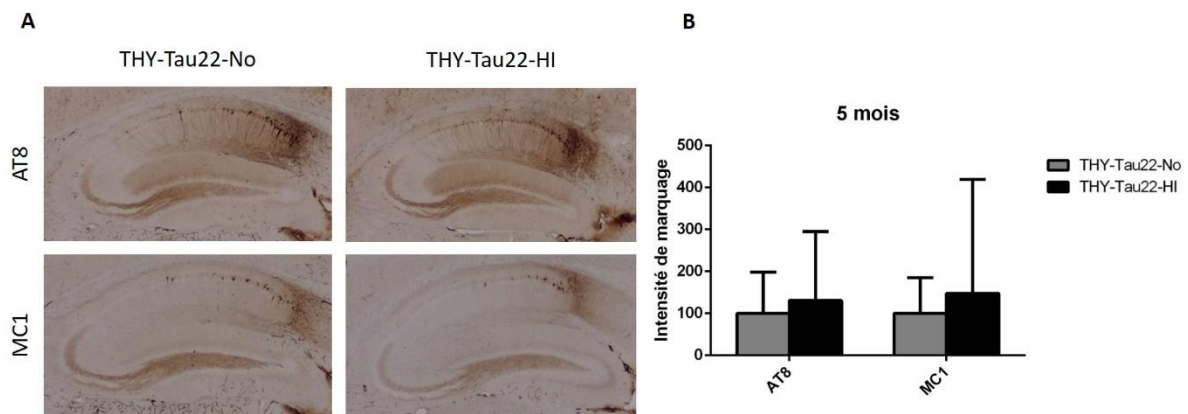 A
THY-Tau22-No
THY-Tau22-HI
AT8
MC1
B
5 mois
Intensité de marquage
500
400
300
200
100
0
AT8
MC1
THY-Tau22-No
THY-Tau22-HI